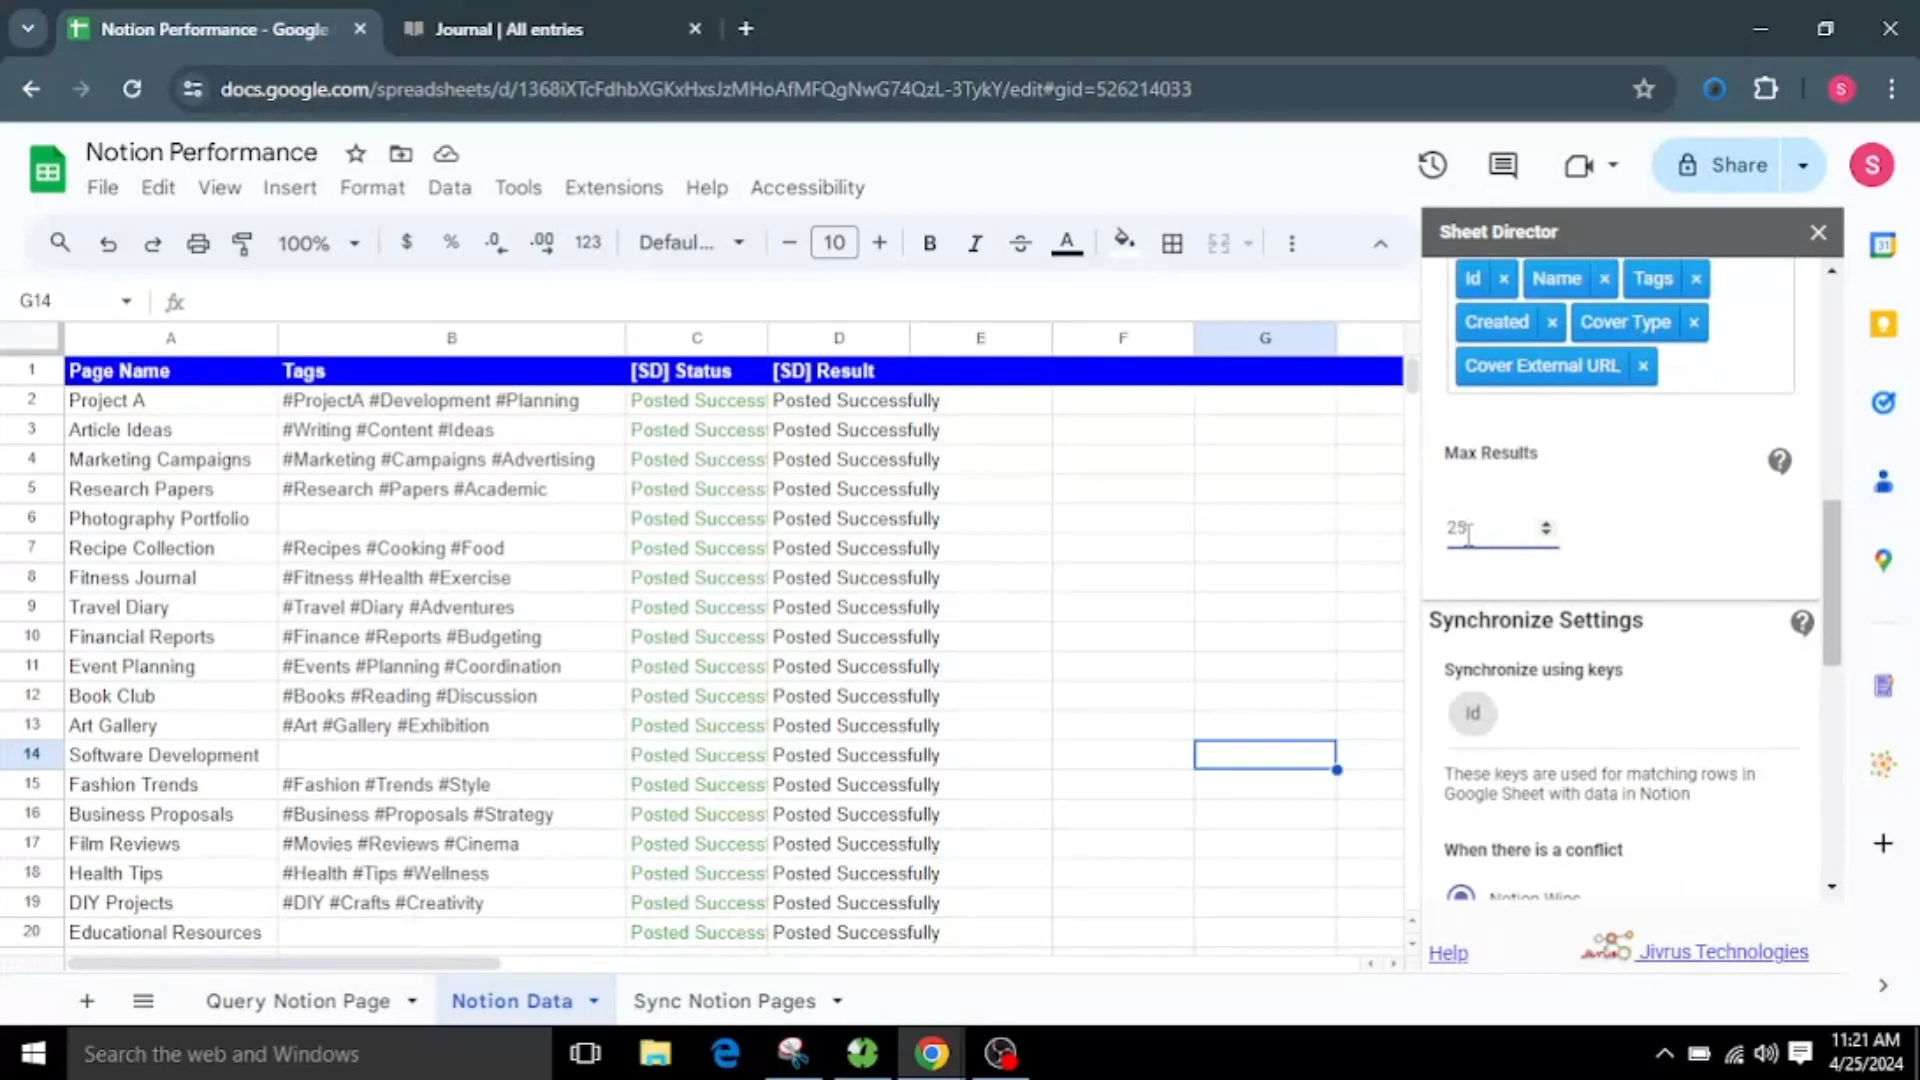 Notion Performance - Google
Journal | All entries
docs.google.com/spreadsheets/d/1368iXTcFdhbXGKxHxsJzMHoAfMFQgNwG74QzL-3TykY/edit#gid=526214033
Notion Performance
Share
S
File Edit View Insert Format Data Tools Extensions Help Accessibility
100% $ % .0 .00 123 Defaul... 10 B I A
Sheet Director
G14 fx
Id Name Tags
Created Cover Type
Cover External URL
Max Results
25
Synchronize Settings
Synchronize using keys
Id
These keys are used for matching rows in
Google Sheet with data in Notion
When there is a conflict
Notion Wins
Help Jivrus Technologies
A B C D E F G
1 Page Name Tags [SD] Status [SD] Result
2 Project A #ProjectA #Development #Planning Posted Success Posted Successfully
3 Article Ideas #Writing #Content #Ideas Posted Success Posted Successfully
4 Marketing Campaigns #Marketing #Campaigns #Advertising Posted Success Posted Successfully
5 Research Papers #Research #Papers #Academic Posted Success Posted Successfully
6 Photography Portfolio Posted Success Posted Successfully
7 Recipe Collection #Recipes #Cooking #Food Posted Success Posted Successfully
8 Fitness Journal #Fitness #Health #Exercise Posted Success Posted Successfully
9 Travel Diary #Travel #Diary #Adventures Posted Success Posted Successfully
10 Financial Reports #Finance #Reports #Budgeting Posted Success Posted Successfully
11 Event Planning #Events #Planning #Coordination Posted Success Posted Successfully
12 Book Club #Books #Reading #Discussion Posted Success Posted Successfully
13 Art Gallery #Art #Gallery #Exhibition Posted Success Posted Successfully
14 Software Development Posted Success Posted Successfully
15 Fashion Trends #Fashion #Trends #Style Posted Success Posted Successfully
16 Business Proposals #Business #Proposals #Strategy Posted Success Posted Successfully
17 Film Reviews #Movies #Reviews #Cinema Posted Success Posted Successfully
18 Health Tips #Health #Tips #Wellness Posted Success Posted Successfully
19 DIY Projects #DIY #Crafts #Creativity Posted Success Posted Successfully
20 Educational Resources Posted Success Posted Successfully
Query Notion Page Notion Data Sync Notion Pages
Search the web and Windows
11:21 AM
4/25/2024